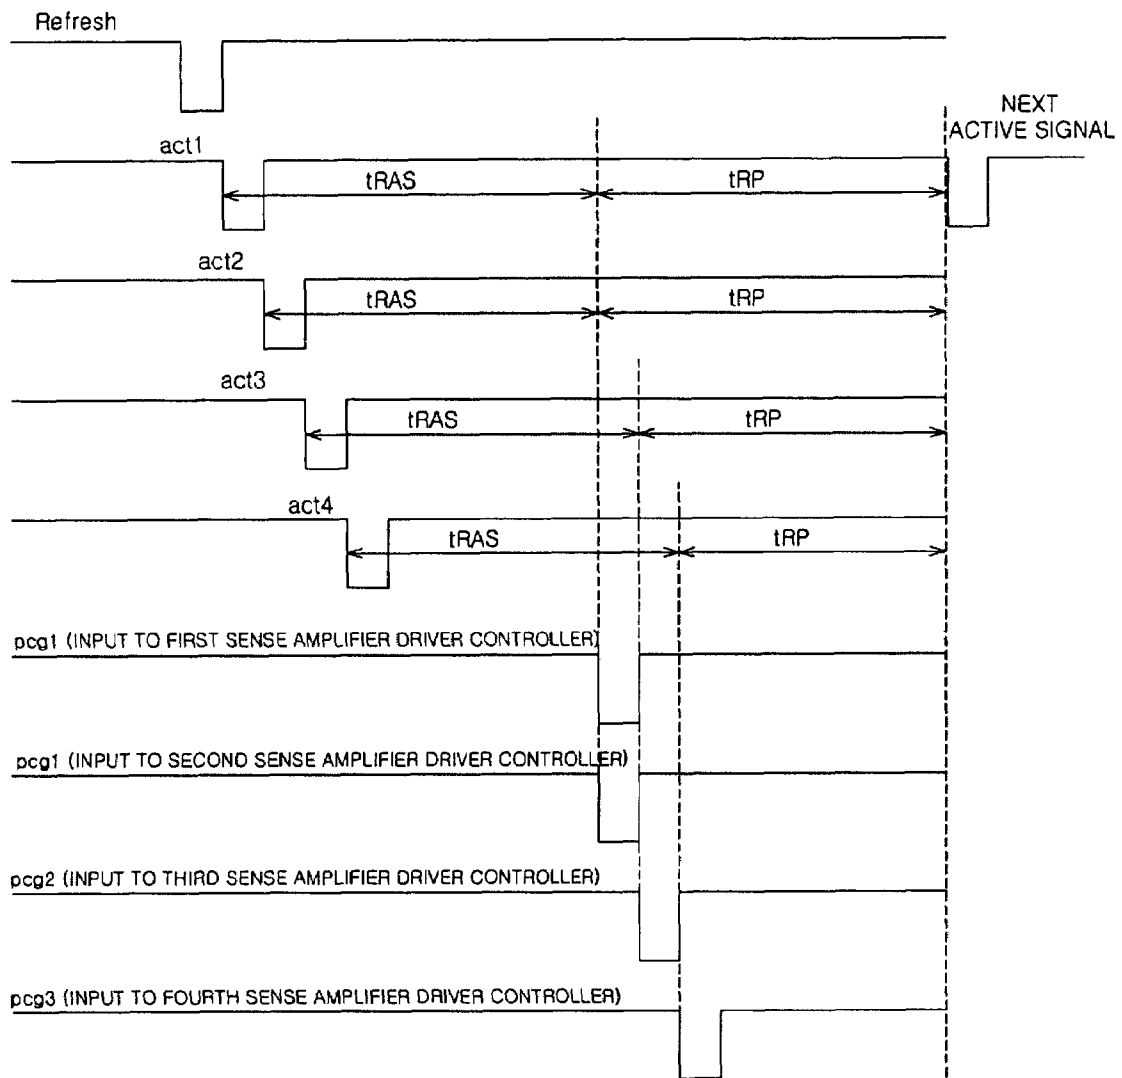 Refresh
NEXT
ACTIVE SIGNAL
act1
tRAS
tRP
act2
tRAS
tRP
act3
tRAS
tRP
act4
tRAS
tRP
pcg1 (INPUT TO FIRST SENSE AMPLIFIER DRIVER CONTROLLER)
pcg1 (INPUT TO SECOND SENSE AMPLIFIER DRIVER CONTROLLER)
pcg2 (INPUT TO THIRD SENSE AMPLIFIER DRIVER CONTROLLER)
pcg3 (INPUT TO FOURTH SENSE AMPLIFIER DRIVER CONTROLLER)